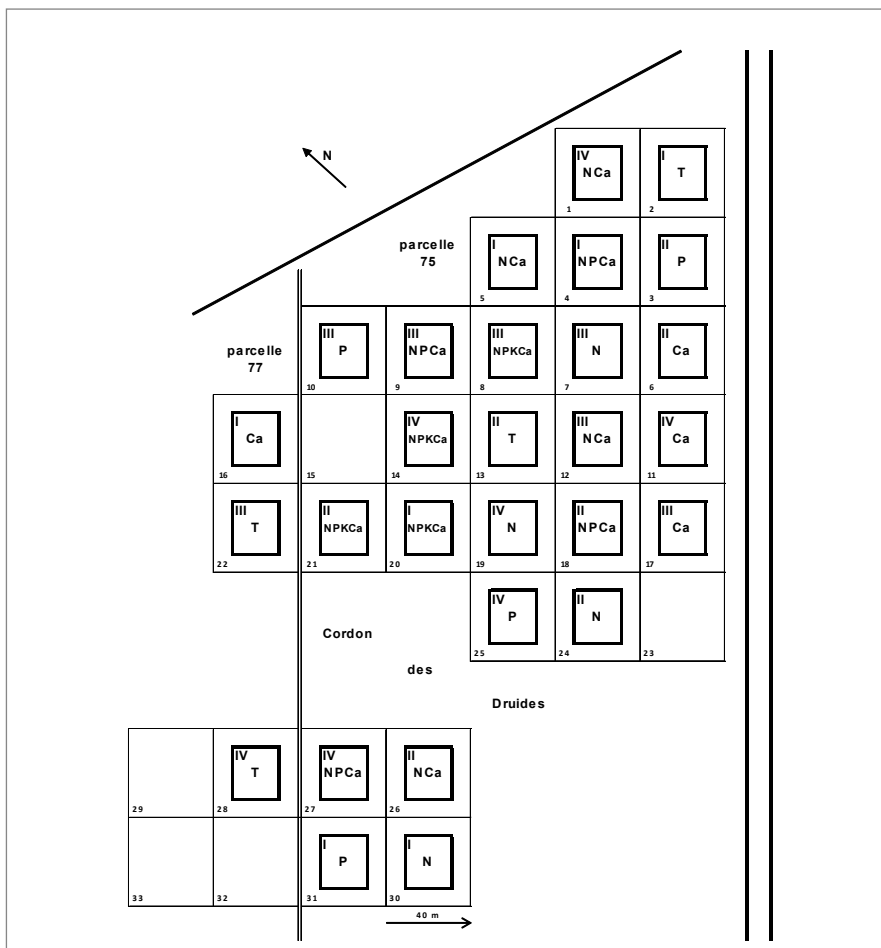 N
IV
NCa
1
I
T
2
parcelle
75
I
NCa
5
I
NPCa
4
II
P
3
parcelle
77
III
P
10
III
NPCa
9
III
NPKCa
8
III
N
7
II
Ca
6
I
Ca
16
15
IV
NPKCa
14
II
T
13
III
NCa
12
IV
Ca
11
III
T
22
II
NPKCa
21
I
NPKCa
20
IV
N
19
II
NPCa
18
III
Ca
17
Cordon
des
Druides
IV
P
25
II
N
24
23
29
IV
T
28
IV
NPCa
27
II
NCa
26
33
32
I
P
31
I
N
30
40 m